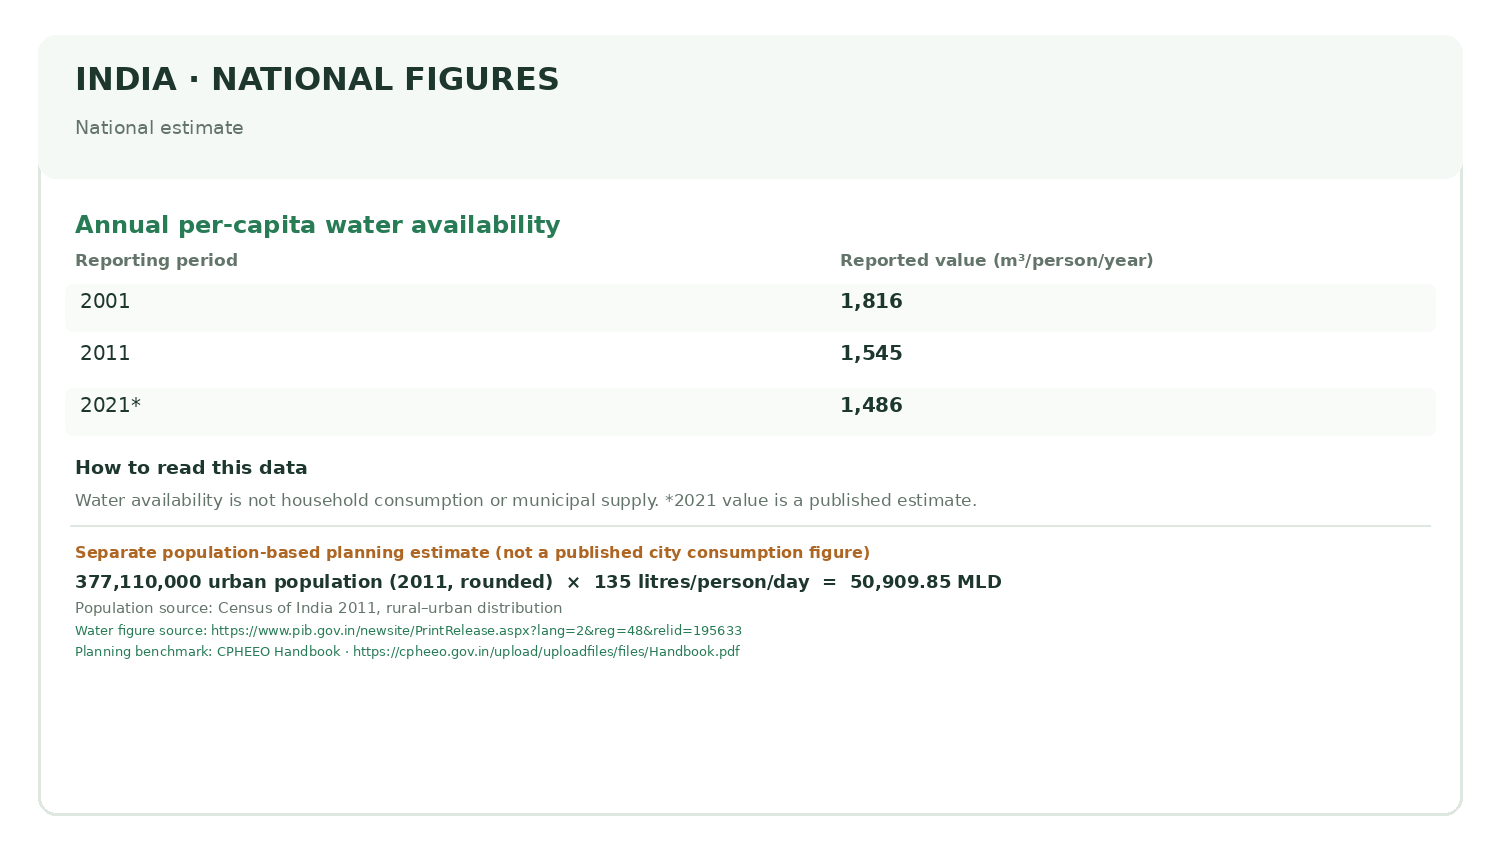 INDIA · NATIONAL FIGURES
National estimate
Annual per-capita water availability
Reporting period Reported value (m³/person/year)
2001 1,816
2011 1,545
2021* 1,486
How to read this data
Water availability is not household consumption or municipal supply. *2021 value is a published estimate.
Separate population-based planning estimate (not a published city consumption figure)
377,110,000 urban population (2011, rounded) × 135 litres/person/day = 50,909.85 MLD
Population source: Census of India 2011, rural–urban distribution
Water figure source: https://www.pib.gov.in/newsite/PrintRelease.aspx?lang=2&reg=48&relid=195633
Planning benchmark: CPHEEO Handbook · https://cpheeo.gov.in/upload/uploadfiles/files/Handbook.pdf